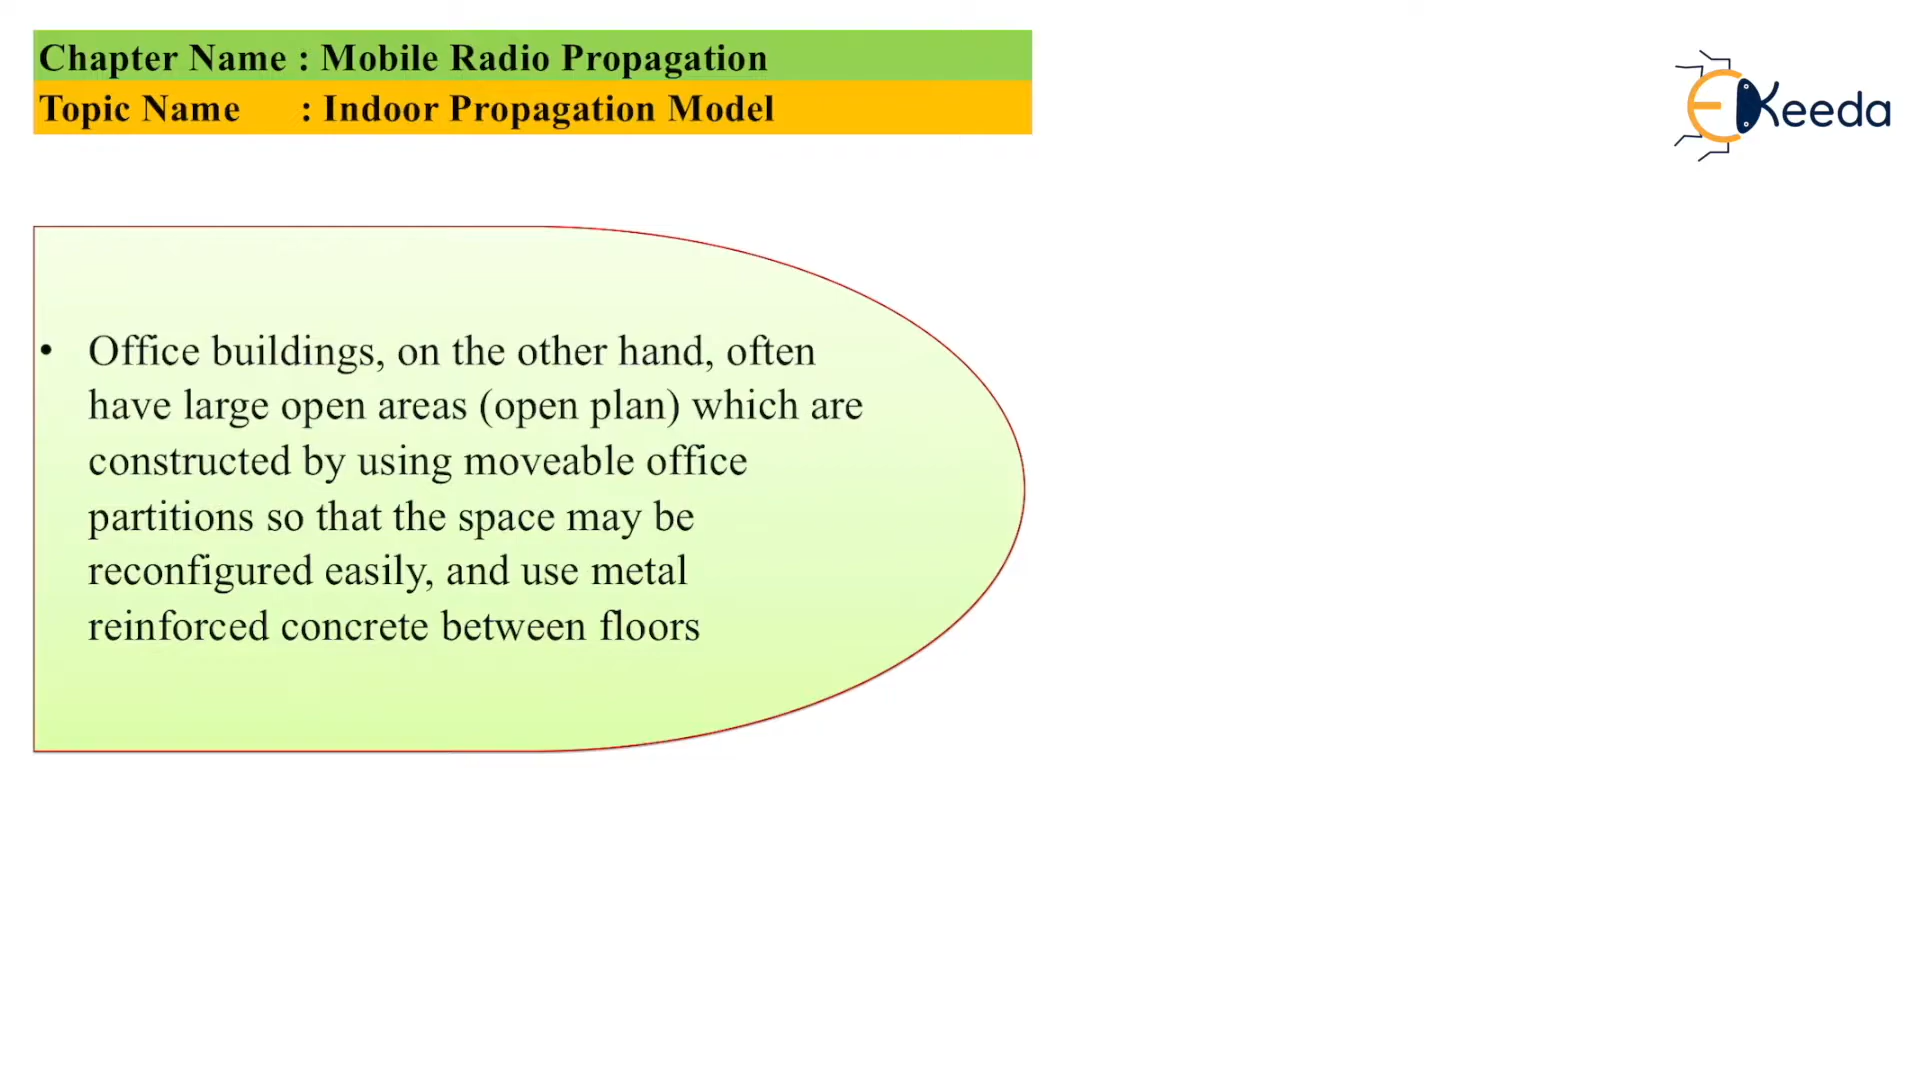 Chapter Name : Mobile Radio Propagation
Topic Name : Indoor Propagation Model
EKeeda
• Office buildings, on the other hand, often
have large open areas (open plan) which are
constructed by using moveable office
partitions so that the space may be
reconfigured easily, and use metal
reinforced concrete between floors